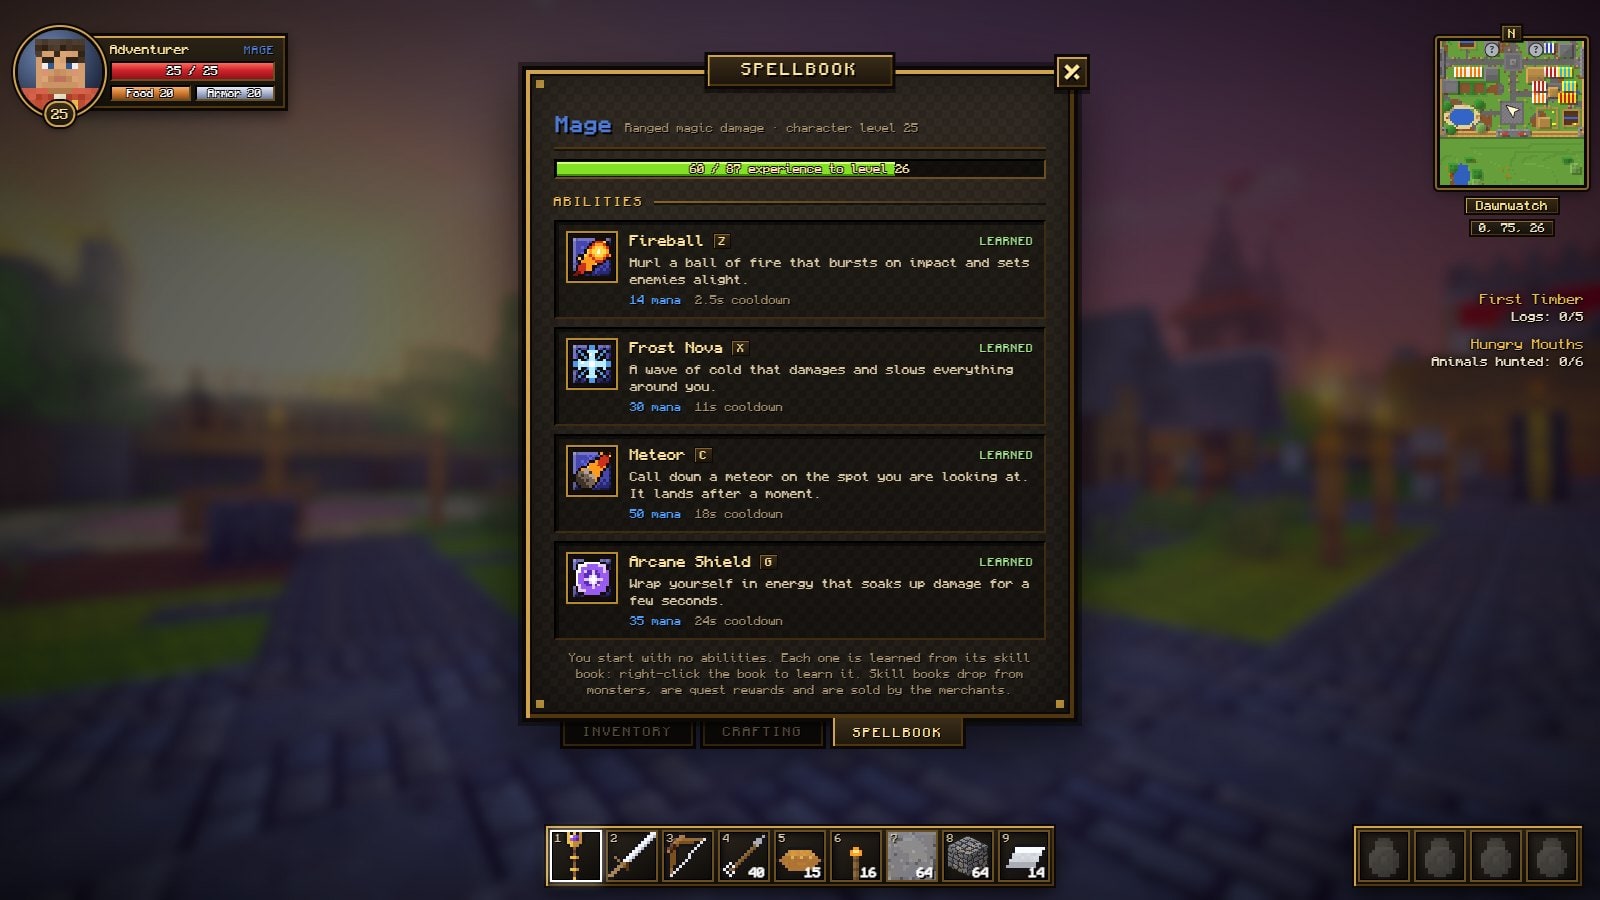 Adventurer MAGE
25 / 25
Food 20 Armor 20
25
SPELLBOOK
N
? ?
Dawnwatch
0, 75, 26
First Timber
Logs: 0/5
Hungry Mouths
Animals hunted: 0/6
Mage Ranged magic damage · character level 25
60 / 87 experience to level 26
ABILITIES
Fireball Z LEARNED
Hurl a ball of fire that bursts on impact and sets
enemies alight.
14 mana 2.5s cooldown
Frost Nova X LEARNED
A wave of cold that damages and slows everything
around you.
30 mana 11s cooldown
Meteor C LEARNED
Call down a meteor on the spot you are looking at.
It lands after a moment.
50 mana 18s cooldown
Arcane Shield G LEARNED
Wrap yourself in energy that soaks up damage for a
few seconds.
35 mana 24s cooldown
You start with no abilities. Each one is learned from its skill
book: right-click the book to learn it. Skill books drop from
monsters, are quest rewards and are sold by the merchants.
INVENTORY CRAFTING SPELLBOOK
1 2 3 4 5 6 7 8 9
40 15 16 64 64 14